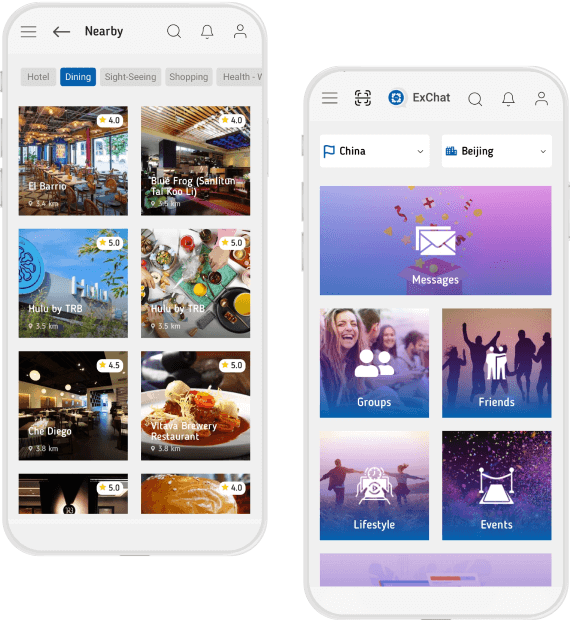 Nearby
Hotel
Dining
Sight-Seeing
Shopping
Health - W
4.0
El Barrio
3.4 km
4.0
Blue Frog (Sanlitun
Tai Koo Li)
3.5 km
5.0
Hulu by TRB
3.5 km
5.0
Hulu by TRB
3.5 km
4.5
Che Diego
3.8 km
5.0
Vltava Brewery
Restaurant
3.8 km
5.0
4.0
ExChat
China
Beijing
Messages
Groups
Friends
Lifestyle
Events